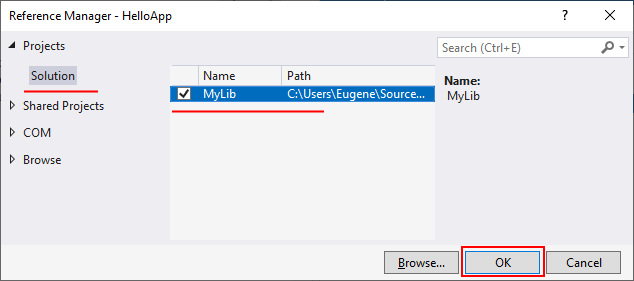 Reference Manager - HelloApp
? ×
Projects
Solution
Shared Projects
COM
Browse
Name Path
MyLib C:\Users\Eugene\Source...
Search (Ctrl+E)
Name:
MyLib
Browse... OK Cancel